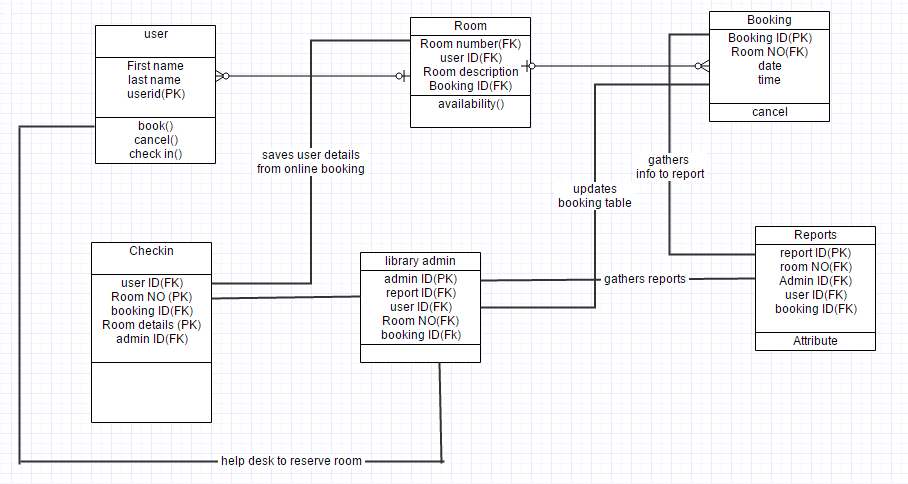 user
First name
last name
userid(PK)
book()
cancel()
check in()
Room
Room number(FK)
user ID(FK)
Room description
Booking ID(FK)
availability()
Booking
Booking ID(PK)
Room NO(FK)
date
time
cancel
saves user details
from online booking
gathers
info to report
updates
booking table
Checkin
user ID(FK)
Room NO (PK)
booking ID(FK)
Room details (PK)
admin ID(FK)
library admin
admin ID(PK)
report ID(FK)
user ID(FK)
Room NO(FK)
booking ID(Fk)
gathers reports
Reports
report ID(PK)
room NO(FK)
Admin ID(FK)
user ID(FK)
booking ID(FK)
Attribute
help desk to reserve room